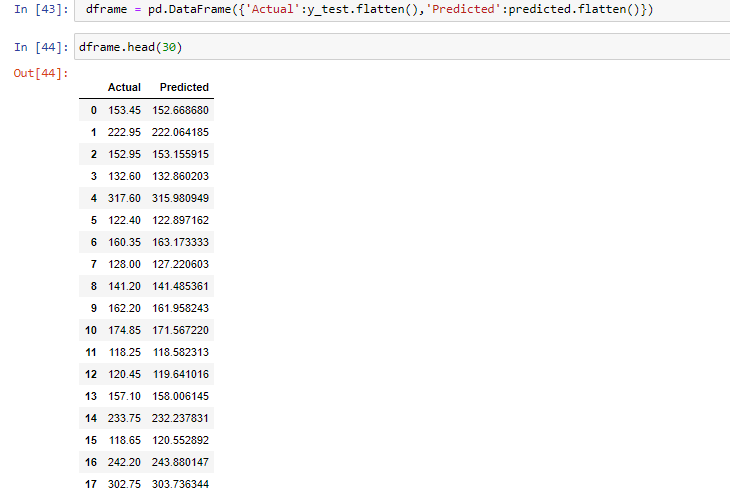 In [43]: dframe = pd.DataFrame({'Actual':y_test.flatten(),'Predicted':predicted.flatten()})
In [44]: dframe.head(30)
Out[44]:
Actual Predicted
0 153.45 152.668680
1 222.95 222.064185
2 152.95 153.155915
3 132.60 132.860203
4 317.60 315.980949
5 122.40 122.897162
6 160.35 163.173333
7 128.00 127.220603
8 141.20 141.485361
9 162.20 161.958243
10 174.85 171.567220
11 118.25 118.582313
12 120.45 119.641016
13 157.10 158.006145
14 233.75 232.237831
15 118.65 120.552892
16 242.20 243.880147
17 302.75 303.736344